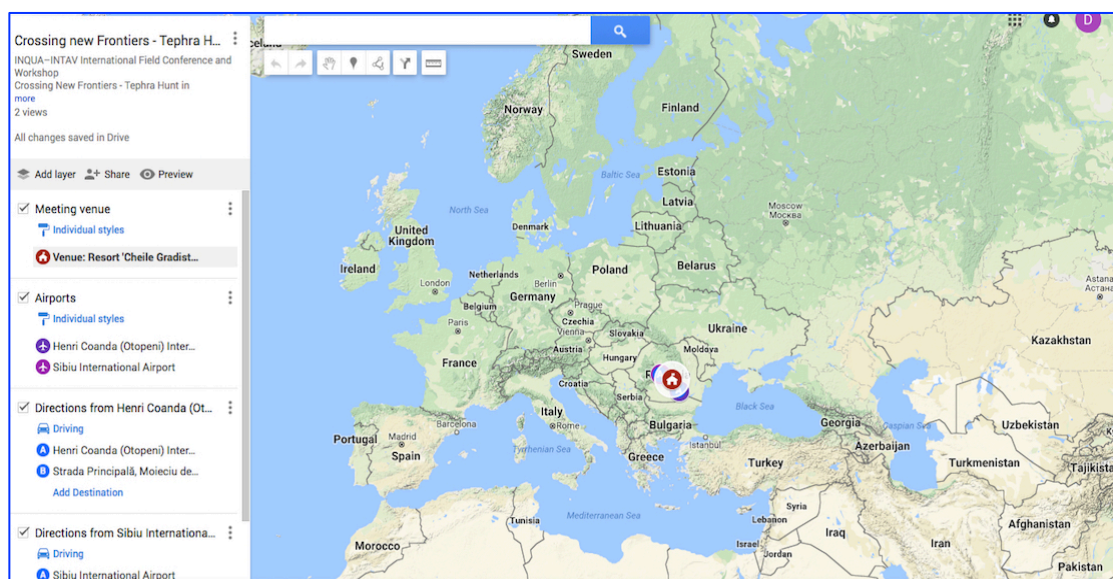 Crossing new Frontiers - Tephra H...
INQUA–INTAV International Field Conference and
Workshop
Crossing New Frontiers - Tephra Hunt in
more
2 views
All changes saved in Drive
Add layer Share Preview
Meeting venue
Individual styles
Venue: Resort 'Cheile Gradist...
Airports
Individual styles
Henri Coanda (Otopeni) Inter...
Sibiu International Airport
Directions from Henri Coanda (Ot...
Driving
A Henri Coanda (Otopeni) Inter...
B Strada Principală, Moieciu de...
Add Destination
Directions from Sibiu Internationa...
Driving
A Sibiu International Airport
D
Sweden
Norway
Finland
Baltic Sea
Estonia
Latvia
Lithuania
Moscow
Москва
North Sea
Denmark
United
Kingdom
Ireland
London
Netherlands
Berlin
Poland
Belarus
Belgium
Germany
Paris
Prague
Czechia
Vienna
Slovakia
Ukraine
Astana
Астана
Kazakhstan
France
Austria
Hungary
Moldova
Croatia
Serbia
R
Italy
Rome
Bulgaria
Black Sea
Georgia
Caspian Sea
Uzbekistan
Portugal
Madrid
Spain
Barcelona
Tyrrhenian Sea
Greece
İstanbul
Turkey
Azerbaijan
Turkmenistan
Tajikista
Mediterranean Sea
Tunisia
Morocco
Lebanon
Syria
Israel
Jordan
Iraq
Iran
Afghanistan
Pakistan